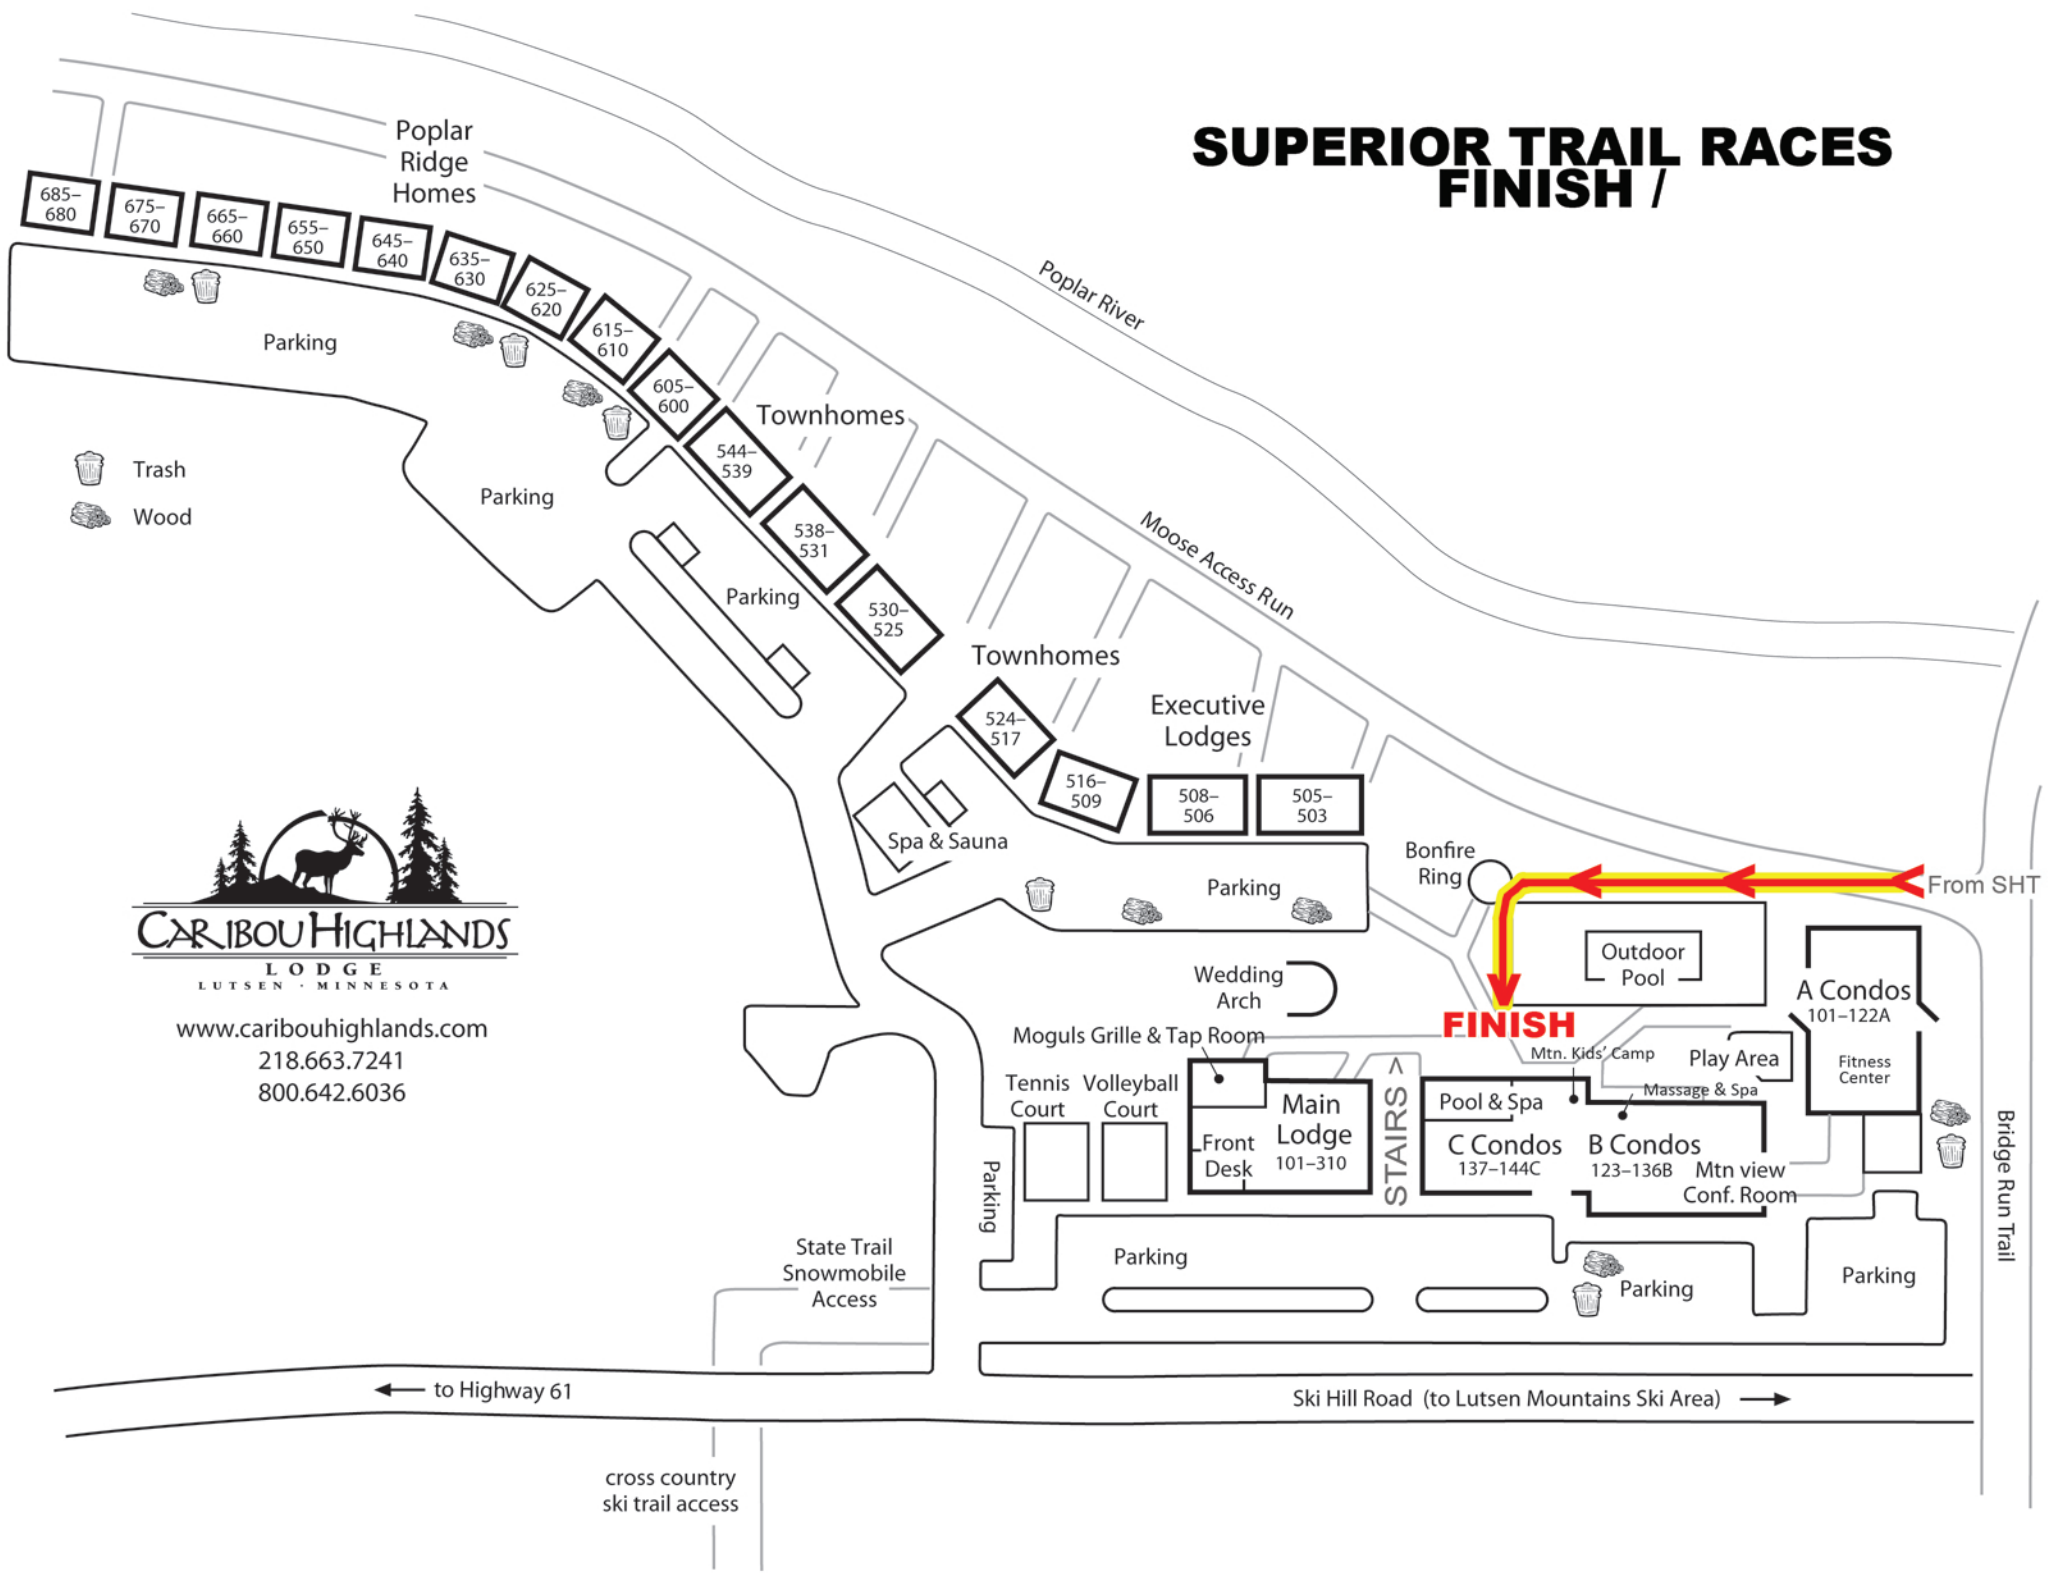 SUPERIOR TRAIL RACES
FINISH /
Poplar
Ridge
Homes
685–
680
675–
670
665–
660
655–
650
645–
640
635–
630
625–
620
615–
610
605–
600
Parking
Poplar River
Townhomes
544–
539
538–
531
530–
525
Trash
Wood
Parking
Parking
Moose Access Run
Townhomes
524–
517
516–
509
Executive
Lodges
508–
506
505–
503
Spa & Sauna
Parking
Bonfire
Ring
From SHT
CARIBOU HIGHLANDS
LODGE
LUTSEN · MINNESOTA
www.caribouhighlands.com
218.663.7241
800.642.6036
Wedding
Arch
Outdoor
Pool
A Condos
101–122A
Fitness
Center
FINISH
Moguls Grille & Tap Room
Mtn. Kids' Camp
Play Area
Massage & Spa
Tennis
Court
Volleyball
Court
Main
Lodge
101–310
Front
Desk
STAIRS >
Pool & Spa
C Condos
137–144C
B Condos
123–136B
Mtn view
Conf. Room
Bridge Run Trail
Parking
State Trail
Snowmobile
Access
Parking
Parking
Parking
to Highway 61
Ski Hill Road (to Lutsen Mountains Ski Area)
cross country
ski trail access